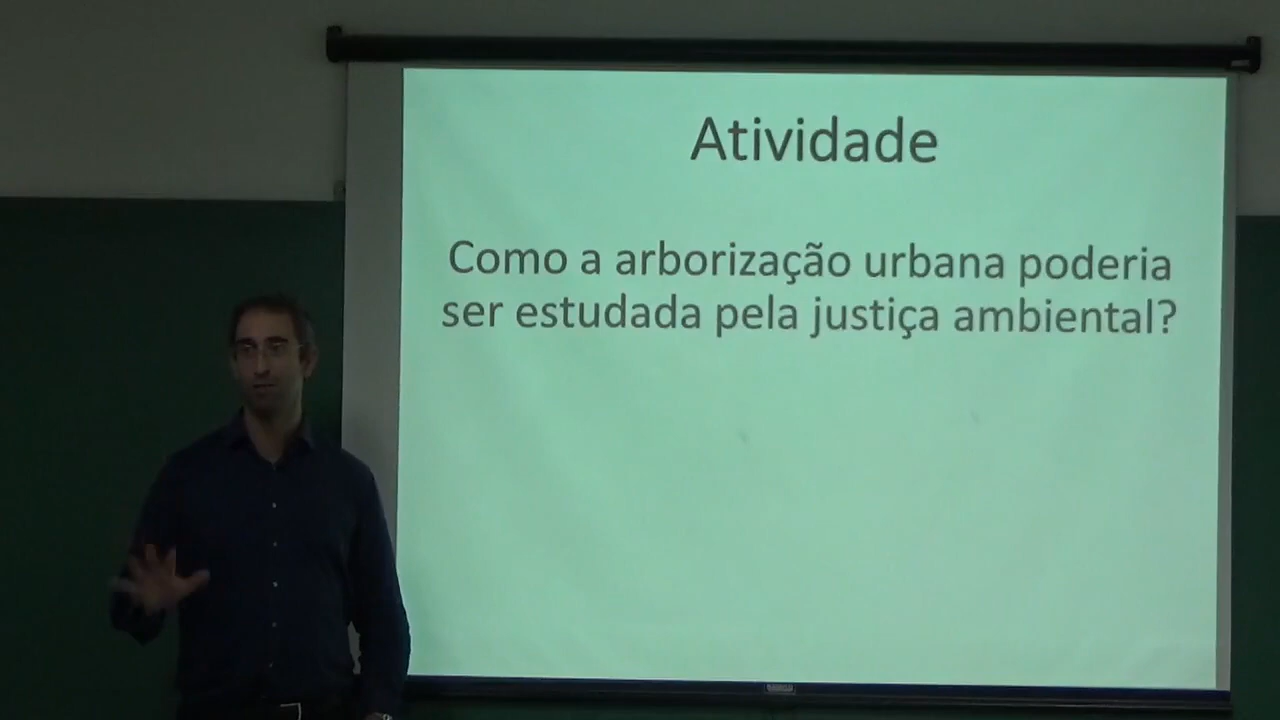 Atividade
Como a arborização urbana poderia
ser estudada pela justiça ambiental?